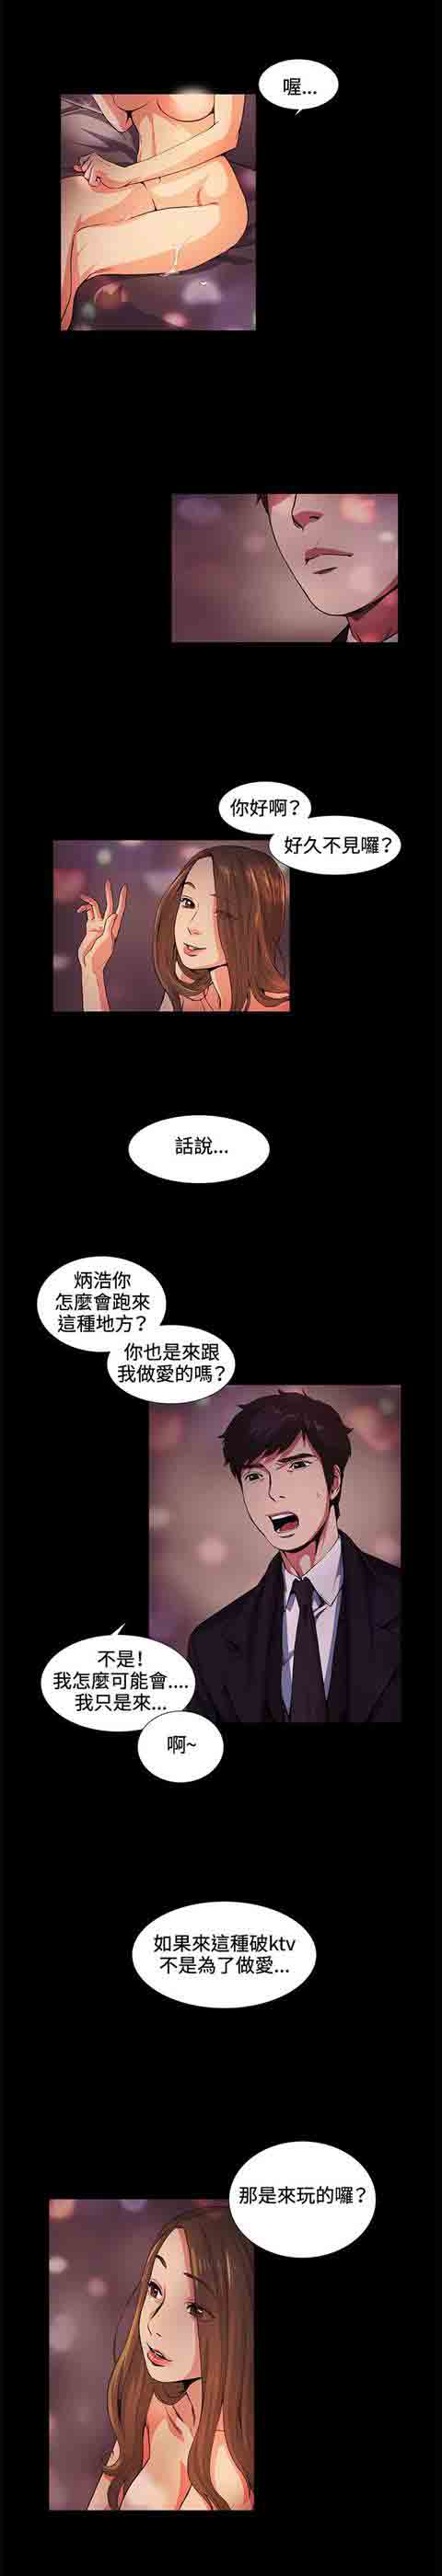 喔...
你好啊？
好久不見囉？
話說...
炳浩你
怎麼會跑來
這種地方？
你也是來跟
我做愛的嗎？
不是！
我怎麼可能會....
我只是來...
啊~
如果來這種破ktv
不是為了做愛...
那是來玩的囉？